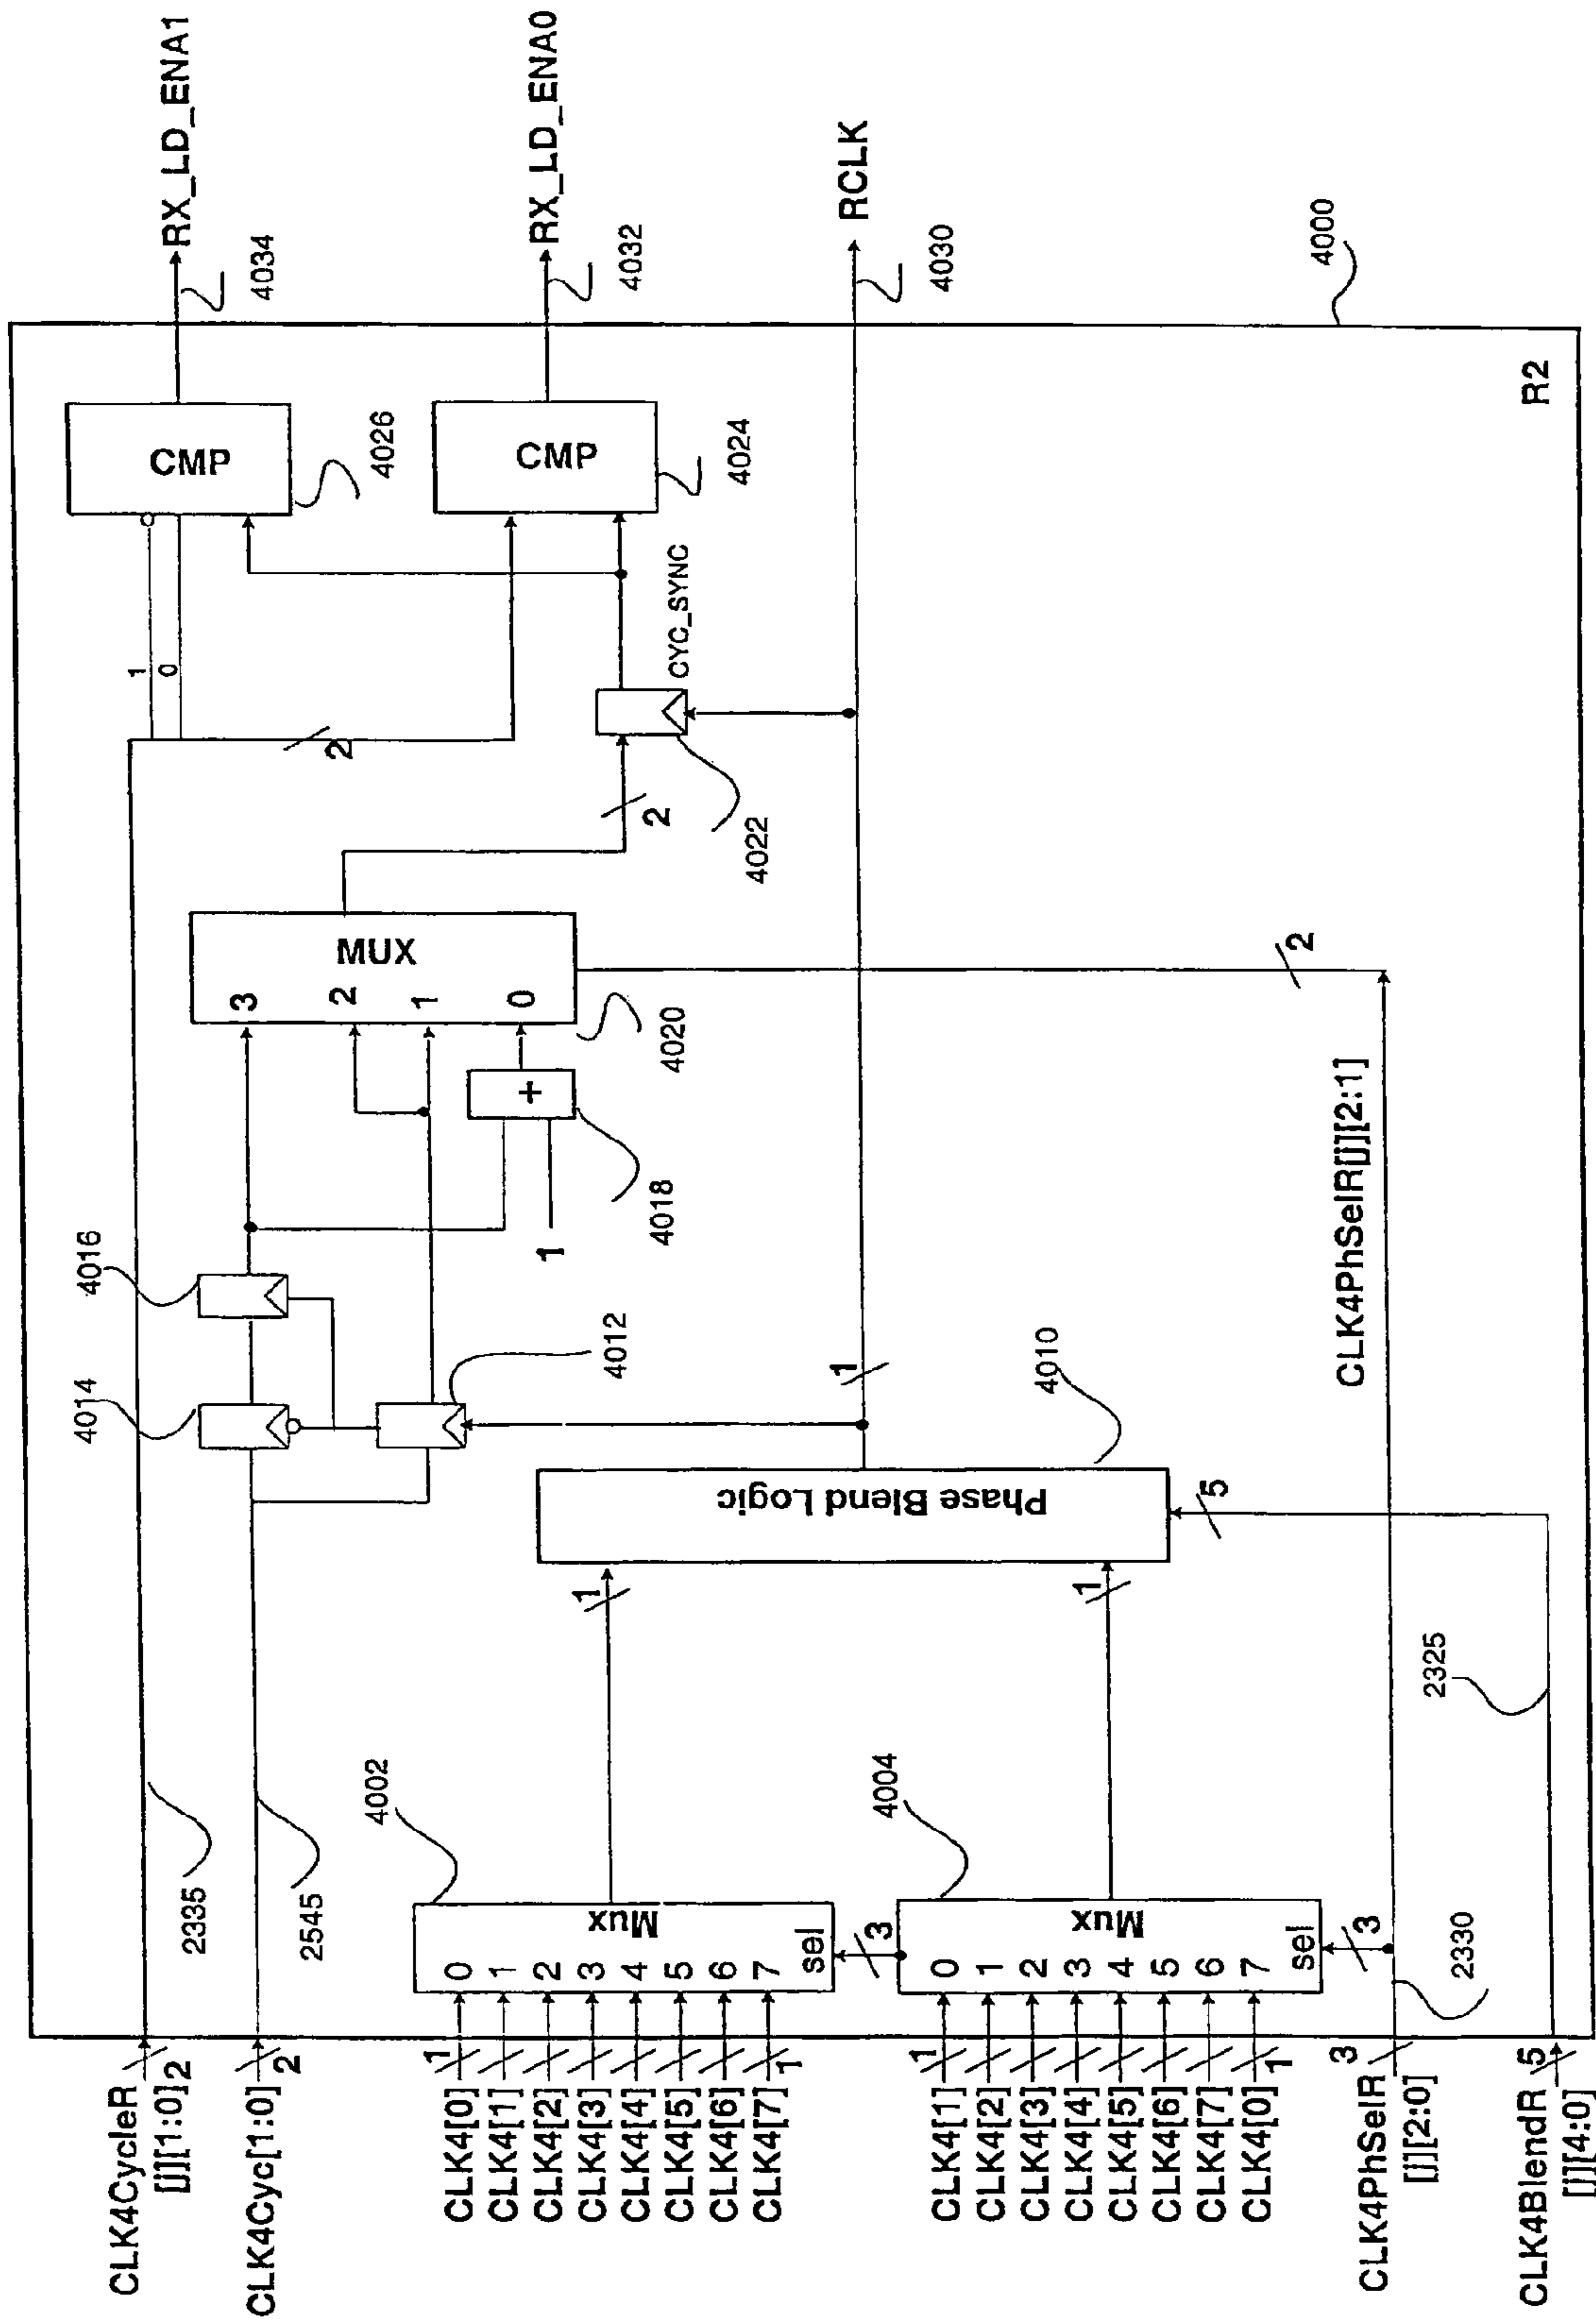 CLK4CycleR
[j][1:0]
2
CLK4Cyc[1:0]
2
2335
2545
CLK4[0]
CLK4[1]
CLK4[2]
CLK4[3]
CLK4[4]
CLK4[5]
CLK4[6]
CLK4[7]
1
1
0
1
2
3
4
5
6
7
Mux
sel
4002
3
CLK4[1]
CLK4[2]
CLK4[3]
CLK4[4]
CLK4[5]
CLK4[6]
CLK4[7]
CLK4[0]
1
1
0
1
2
3
4
5
6
7
Mux
sel
4004
3
CLK4PhSelR
[j][2:0]
3
2330
CLK4BlendR
[j][4:0]
5
2325
1
1
5
Phase Blend Logic
4010
1
4014
4016
4012
+
1
4018
3
2
1
0
MUX
4020
CLK4PhSelR[j][2:1]
2
2
4022
CYC_SYNC
2
1
0
CMP
4026
CMP
4024
RX_LD_ENA1
4034
RX_LD_ENA0
4032
RCLK
4030
4000
R2